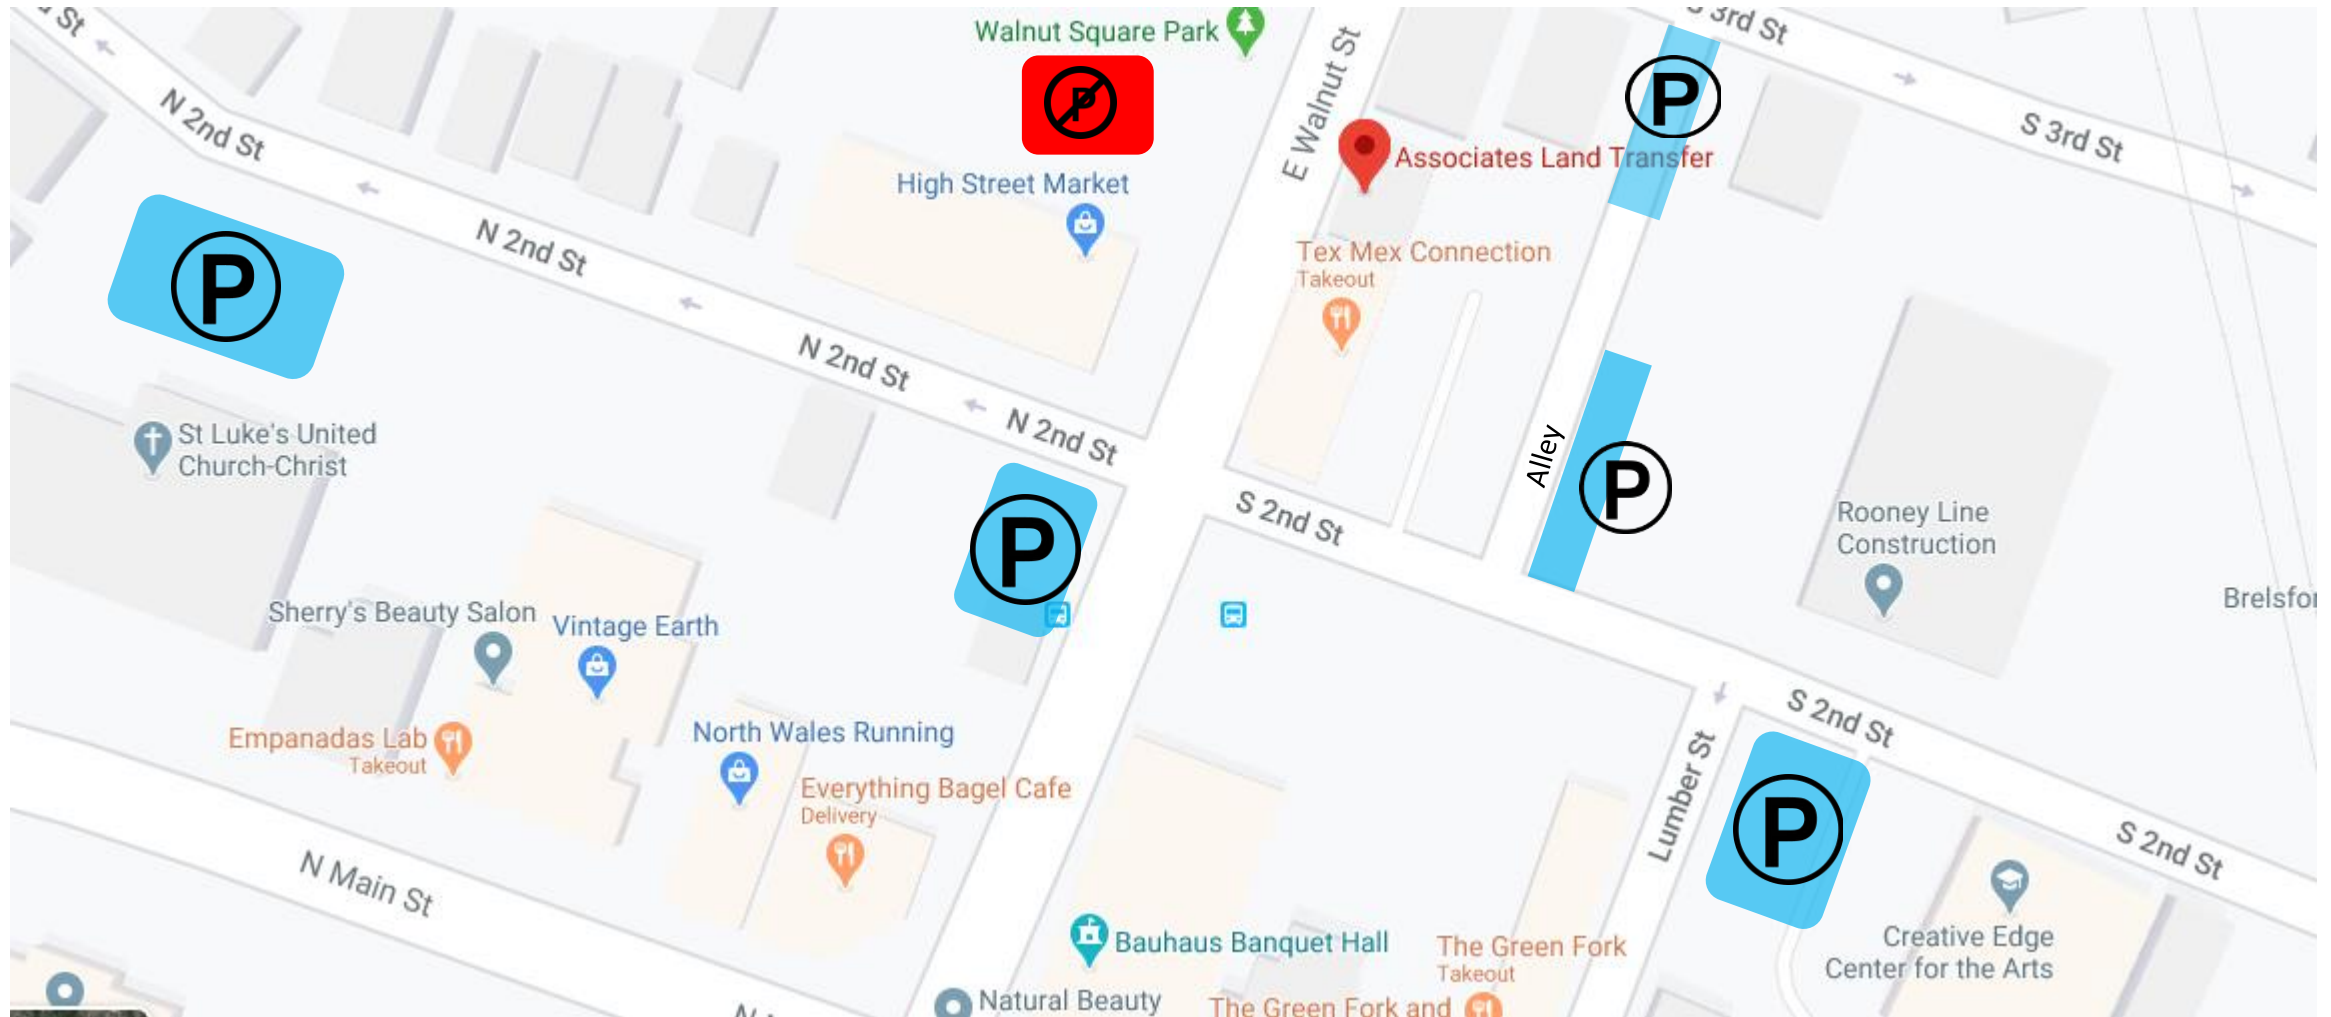 St
N 2nd St
Walnut Square Park
P
High Street Market
E Walnut St
3rd St
P
S 3rd St
Associates Land Transfer
P
N 2nd St
Tex Mex Connection
Takeout
N 2nd St
N 2nd St
St Luke's United
Church-Christ
P
S 2nd St
Alley
P
Rooney Line
Construction
Brelsfor
Sherry's Beauty Salon
Vintage Earth
Empanadas Lab
Takeout
North Wales Running
Everything Bagel Cafe
Delivery
S 2nd St
Lumber St
P
S 2nd St
N Main St
Bauhaus Banquet Hall
The Green Fork
Takeout
Creative Edge
Center for the Arts
Natural Beauty
The Green Fork and